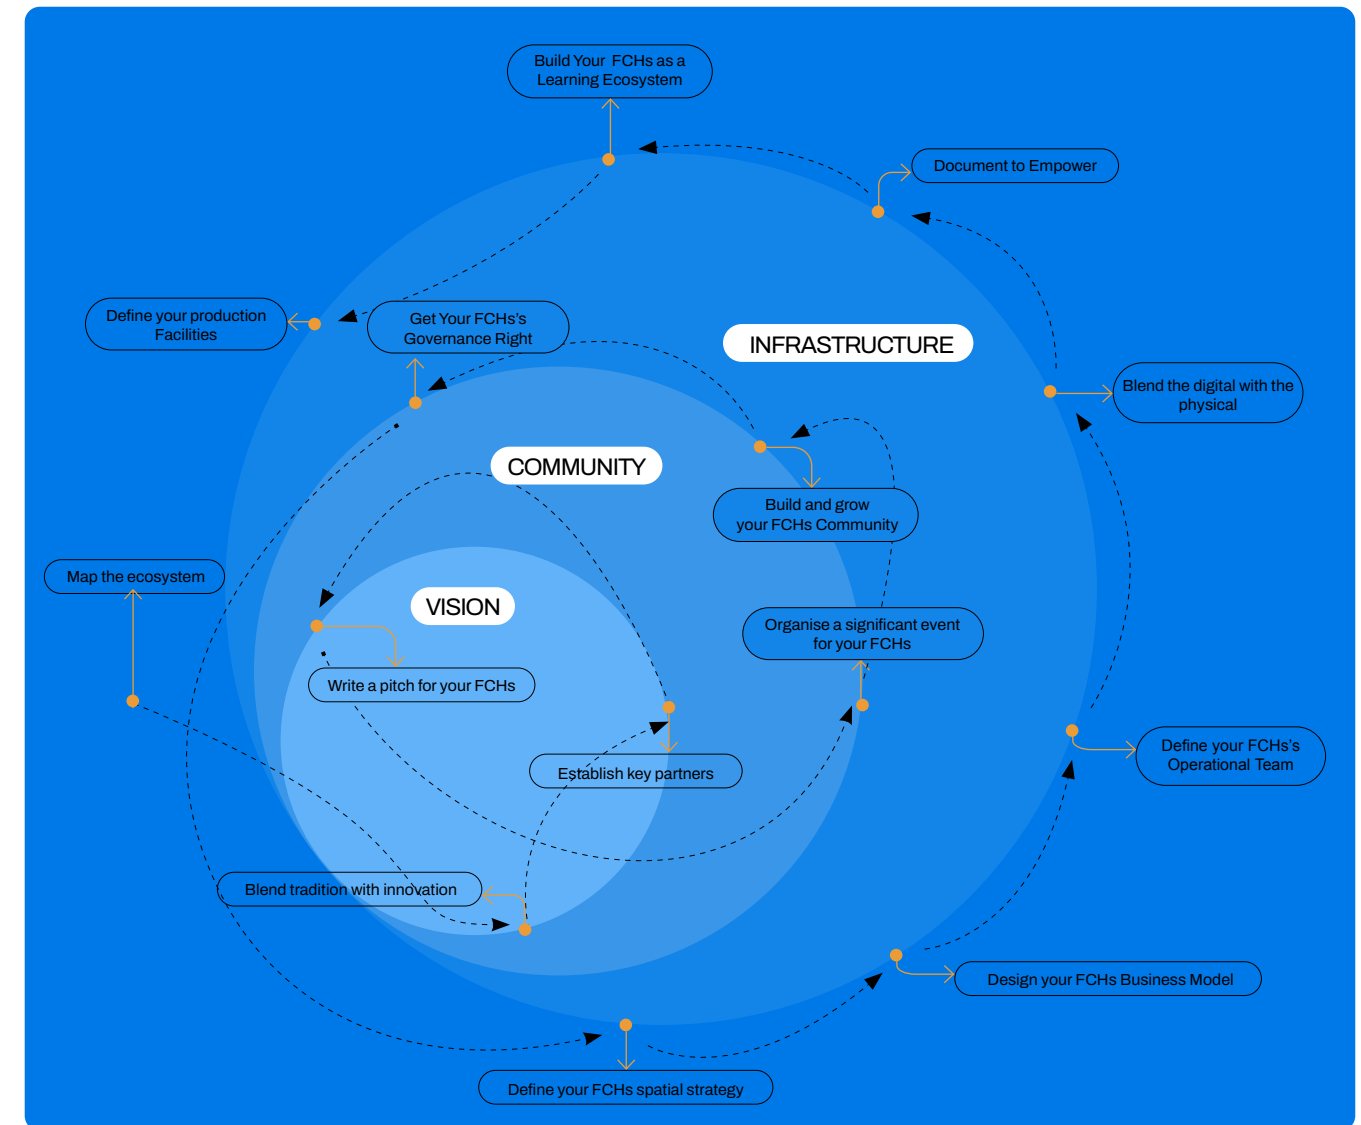 Build Your FCHs as a
Learning Ecosystem
Document to Empower
Define your production
Facilities
Get Your FCHs's
Governance Right
INFRASTRUCTURE
Blend the digital with the
physical
COMMUNITY
Build and grow
your FCHs Community
Map the ecosystem
VISION
Organise a significant event
for your FCHs
Write a pitch for your FCHs
Define your FCHs's
Operational Team
Establish key partners
Blend tradition with innovation
Design your FCHs Business Model
Define your FCHs spatial strategy